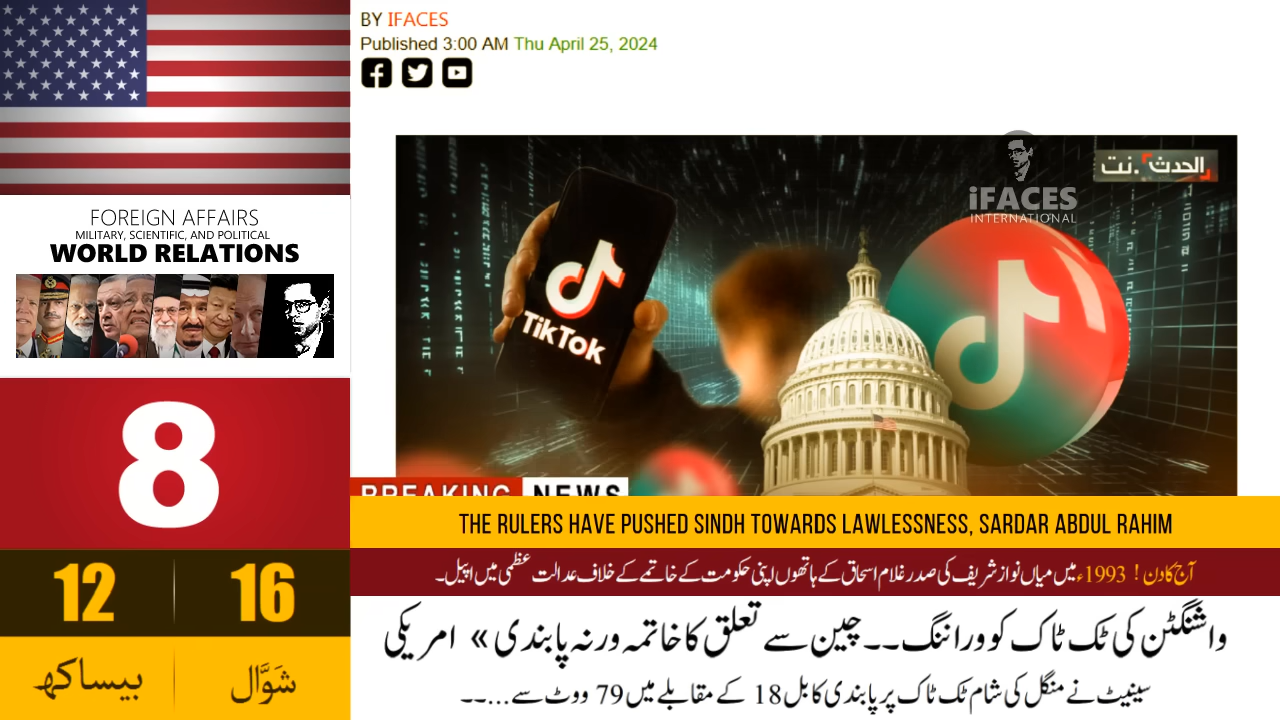 BY IFACES
Published 3:00 AM Thu April 25, 2024
FOREIGN AFFAIRS
MILITARY, SCIENTIFIC, AND POLITICAL
WORLD RELATIONS
8
12
16
بیساکھ
شَوَّال
الحدث.نت
iFACES
INTERNATIONAL
TikTok
BREAKING NEWS
THE RULERS HAVE PUSHED SINDH TOWARDS LAWLESSNESS, SARDAR ABDUL RAHIM
آج کا دن ! 1993ء میں میاں نواز شریف کی صدر غلام اسحاق کے ہاتھوں اپنی حکومت کے خاتمے کے خلاف عدالت عظمیٰ میں اپیل۔
واشنگٹن کی ٹک ٹاک کو وراننگ۔۔چین سے تعلق کا خاتمہ ورنہ پابندی » امریکی
سینیٹ نے منگل کی شام ٹک ٹاک پر پابندی کا بل 18 کے مقابلے میں 79 ووٹ سے...۔۔